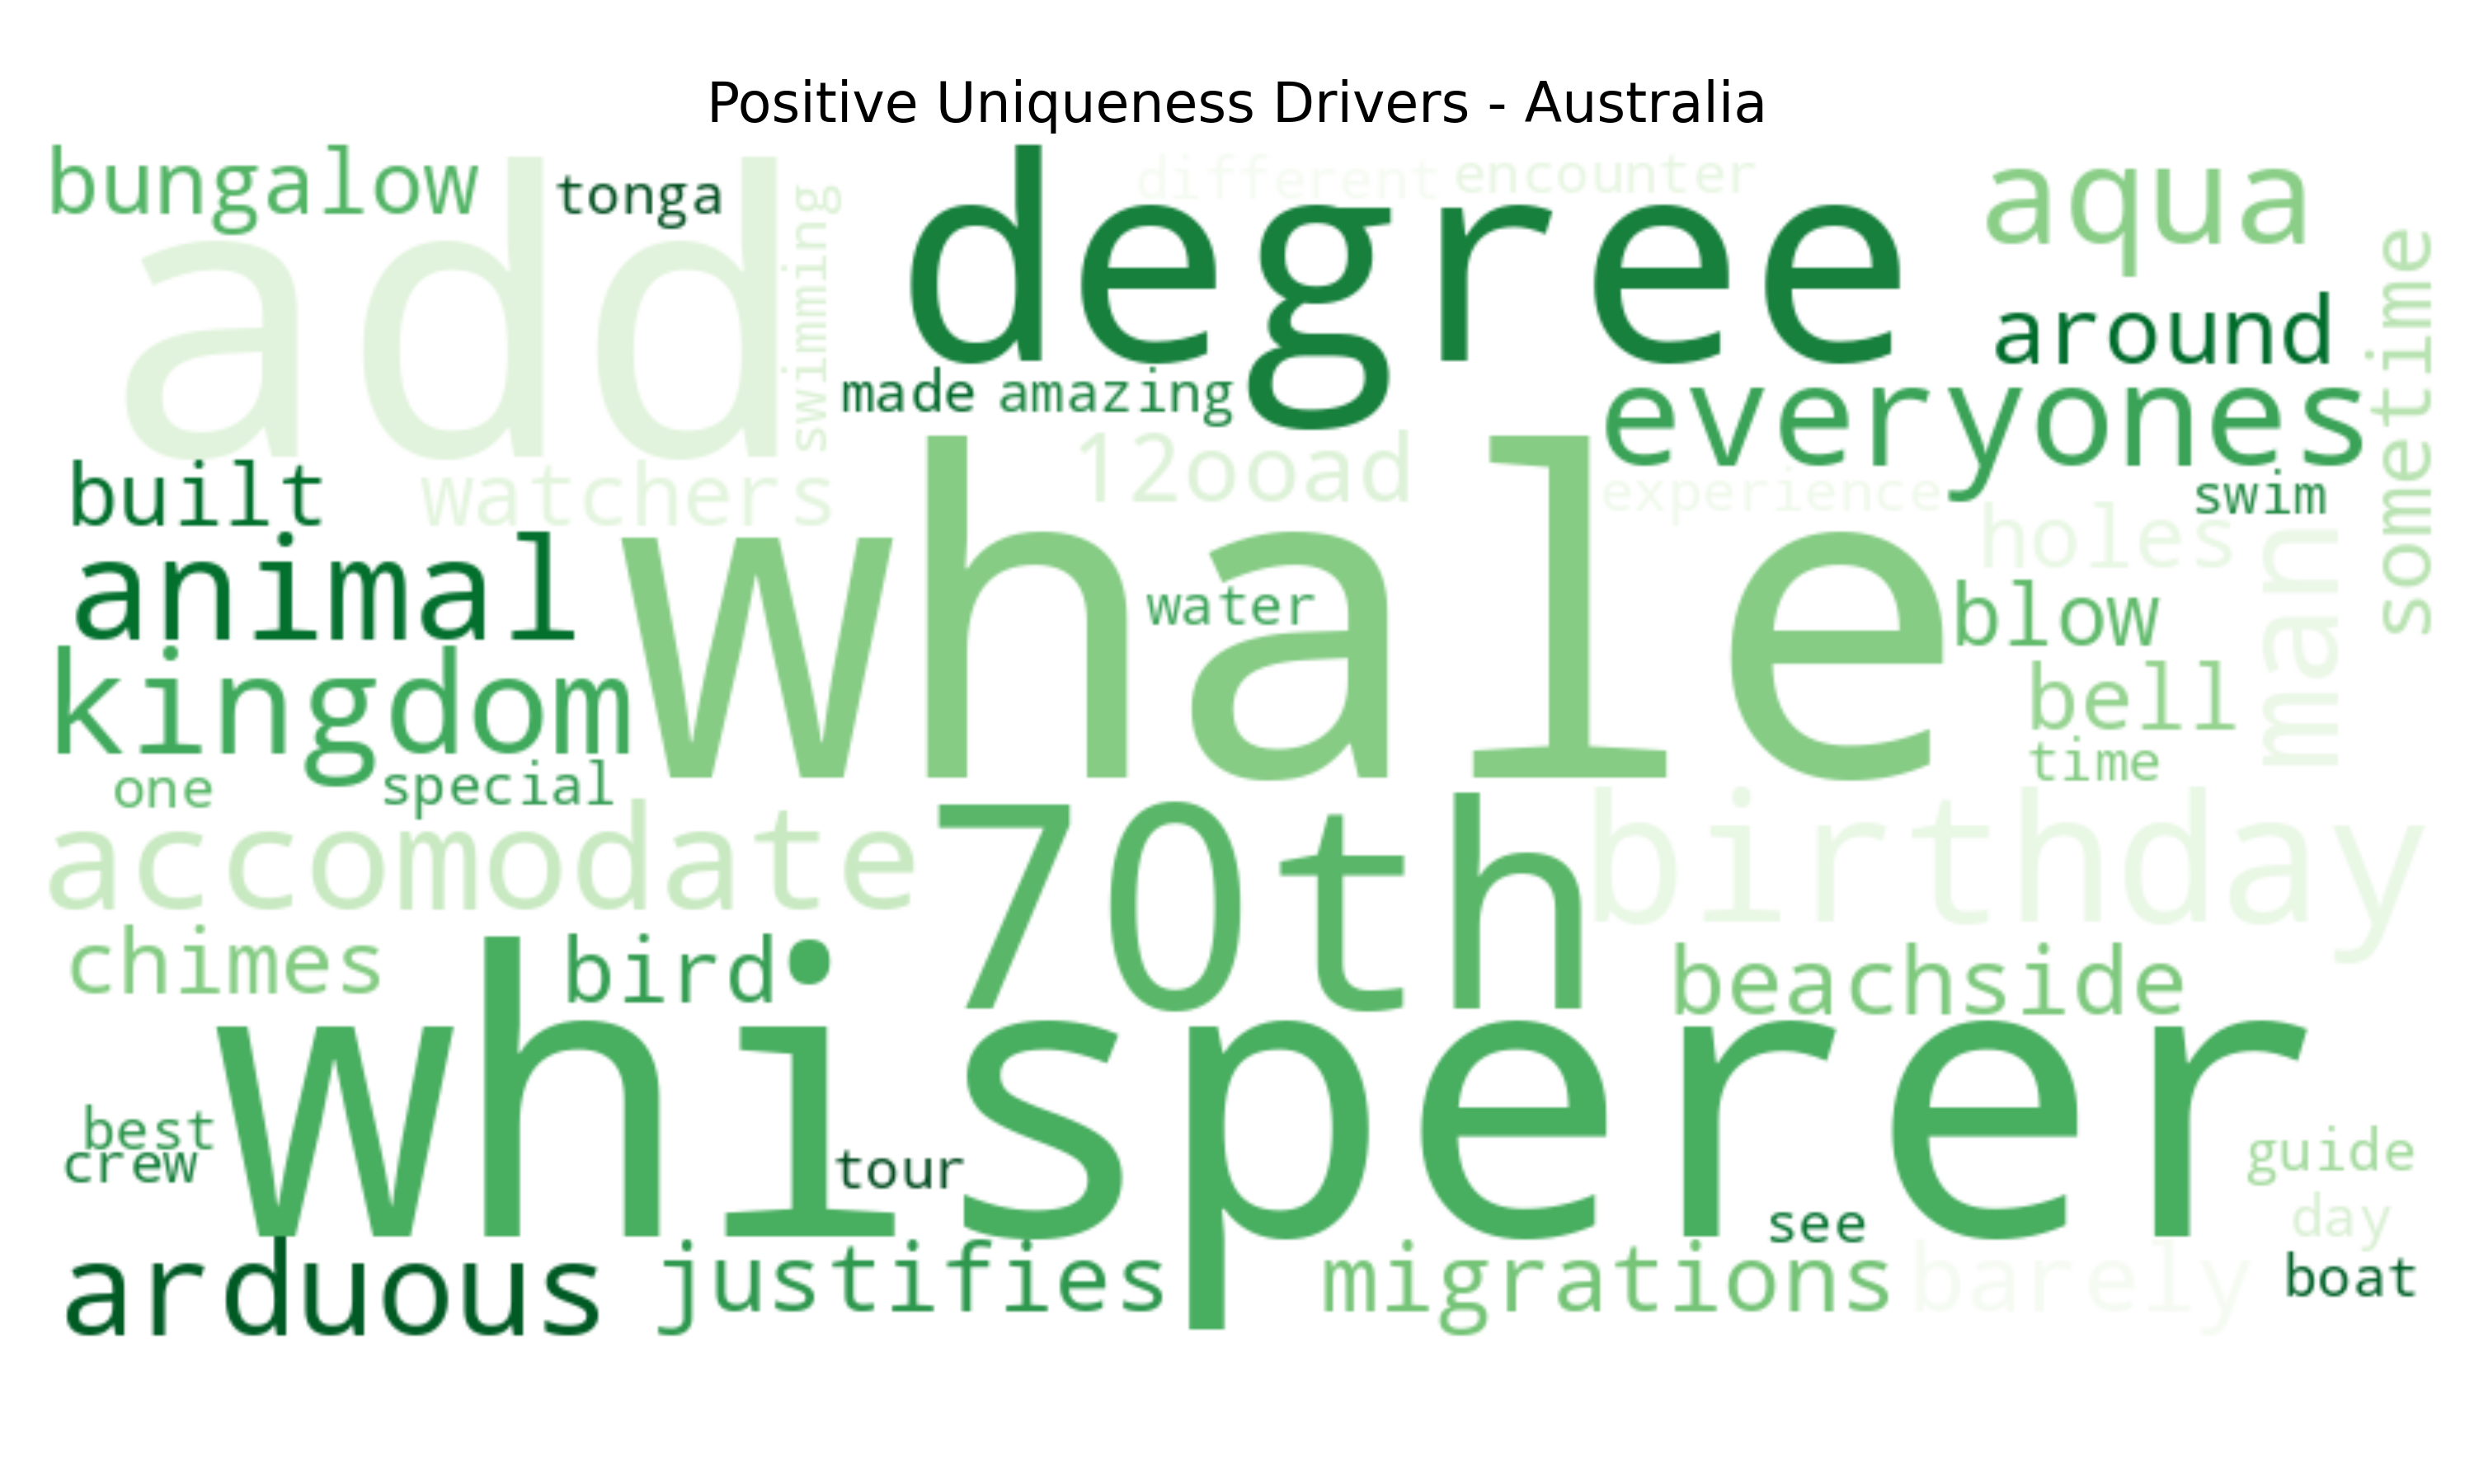 Positive Uniqueness Drivers - Australia
bungalow
tonga
add
swimming
different
encounter
degree
aqua
around
sometime
made
amazing
everyones
built
watchers
12ooad
experience
swim
holes
man
animal
whale
water
blow
kingdom
bell
time
one
special
accomodate
70th
birthday
chimes
bird
beachside
whisperer
best
crew
tour
guide
day
see
arduous
justifies
migrations
barely
boat